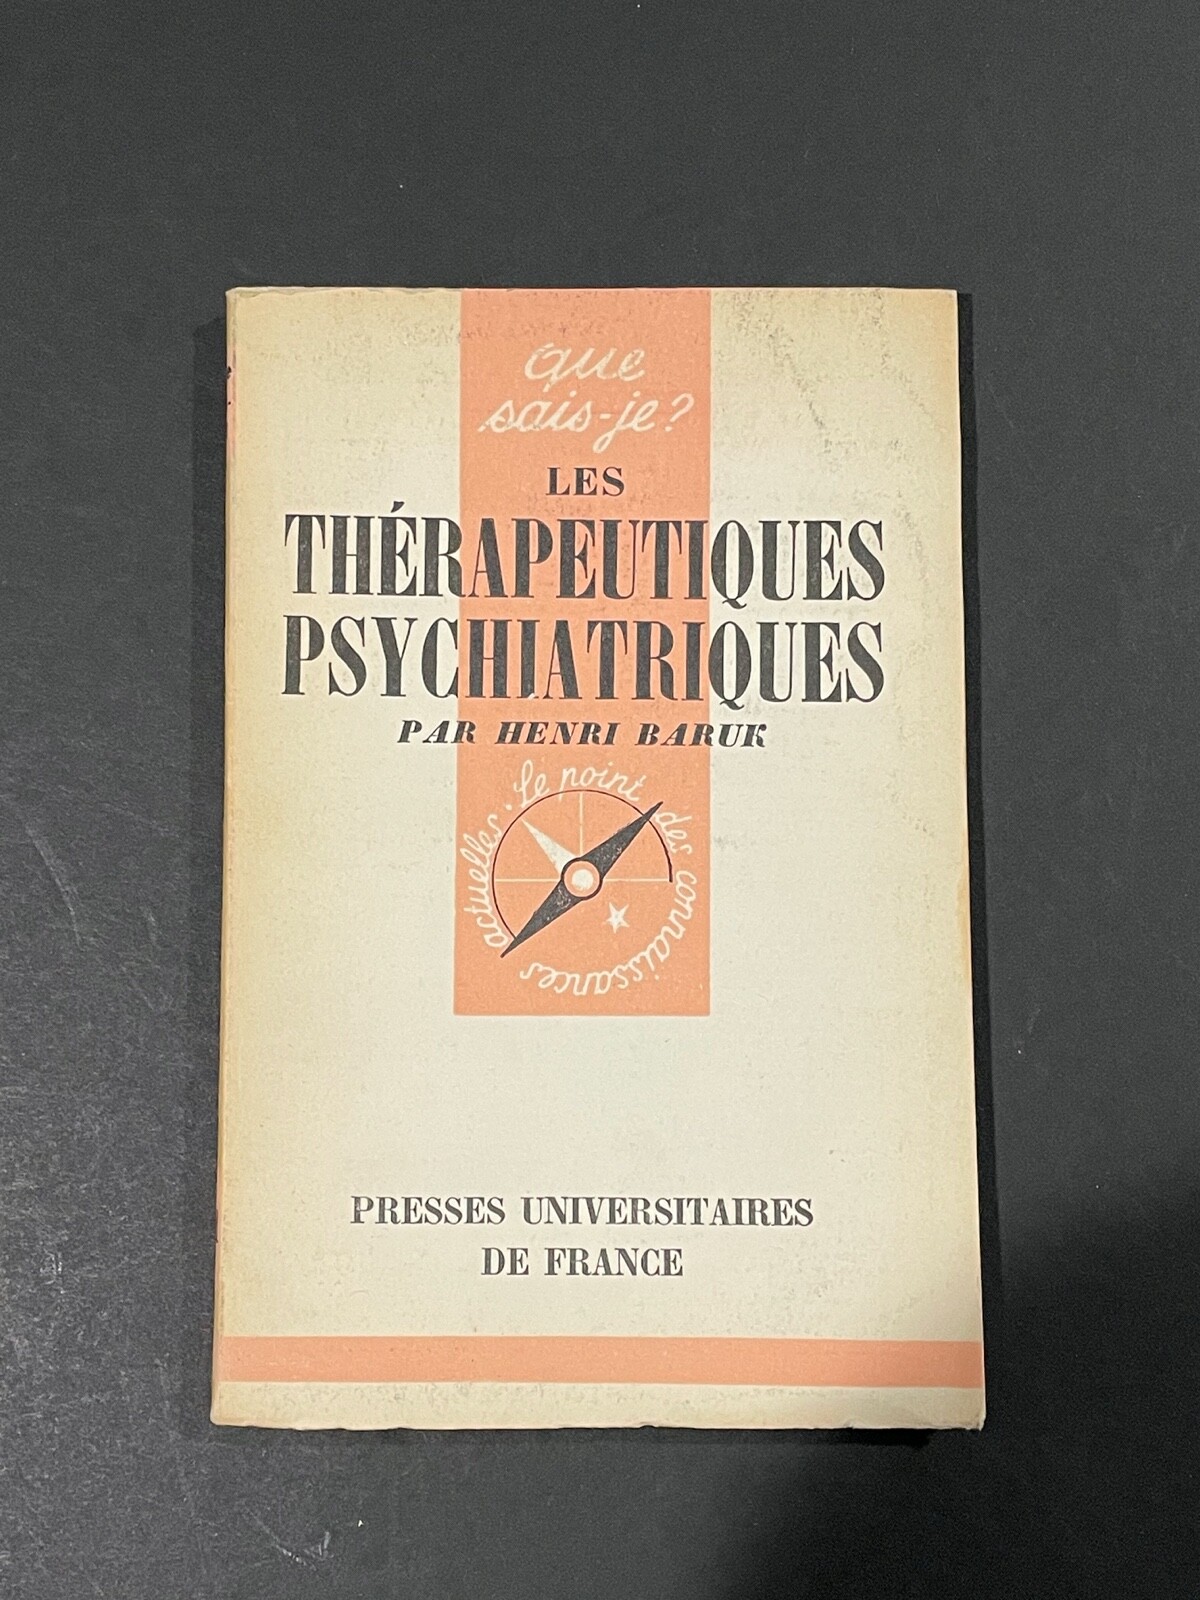 que
sais-je?
LES
THÉRAPEUTIQUES
PSYCHIATRIQUES
PAR HENRI BARUK
Le point des connaissances actuelles.
PRESSES UNIVERSITAIRES
DE FRANCE